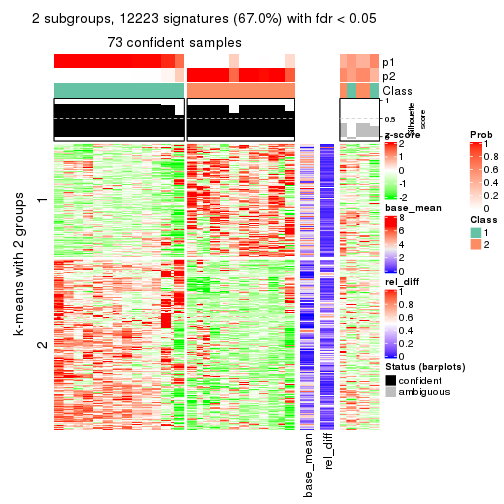 2 subgroups, 12223 signatures (67.0%) with fdr < 0.05
73 confident samples
p1
p2
Class
1
0.5
0
Silhouette
score
z-score
2
1
0
-1
-2
base_mean
8
6
4
2
0
rel_diff
1
0.8
0.6
0.4
0.2
0
Status (barplots)
confident
ambiguous
Prob
1
0.8
0.6
0.4
0.2
0
Class
1
2
k-means with 2 groups
1
2
base_mean
rel_diff